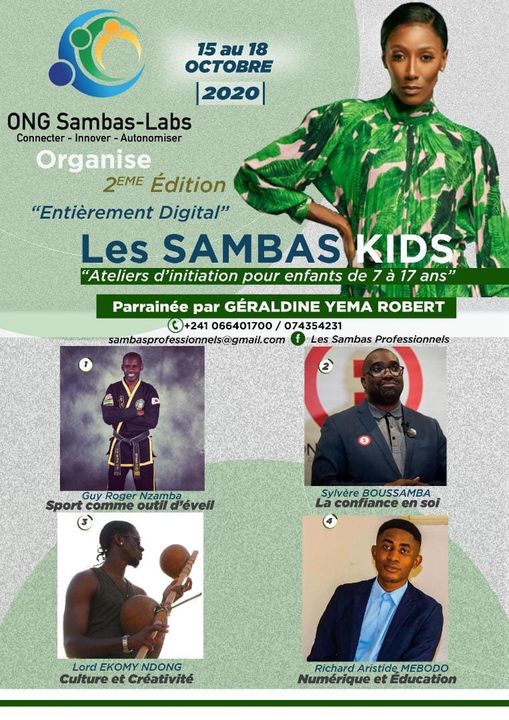 15 au 18
OCTOBRE
|2020|
ONG Sambas-Labs
Connecter - Innover - Autonomiser
Organise
2EME Édition
“Entièrement Digital”
Les SAMBAS KIDS
“Ateliers d’initiation pour enfants de 7 à 17 ans”
Parrainée par GÉRALDINE YEMA ROBERT
+241 066401700 / 074354231
sambasprofessionnels@gmail.com Les Sambas Professionnels
1
Guy Roger Nzamba
Sport comme outil d’éveil
2
Sylvère BOUSSAMBA
La confiance en soi
3
Lord EKOMY NDONG
Culture et Créativité
4
Richard Aristide MEBODO
Numérique et Éducation